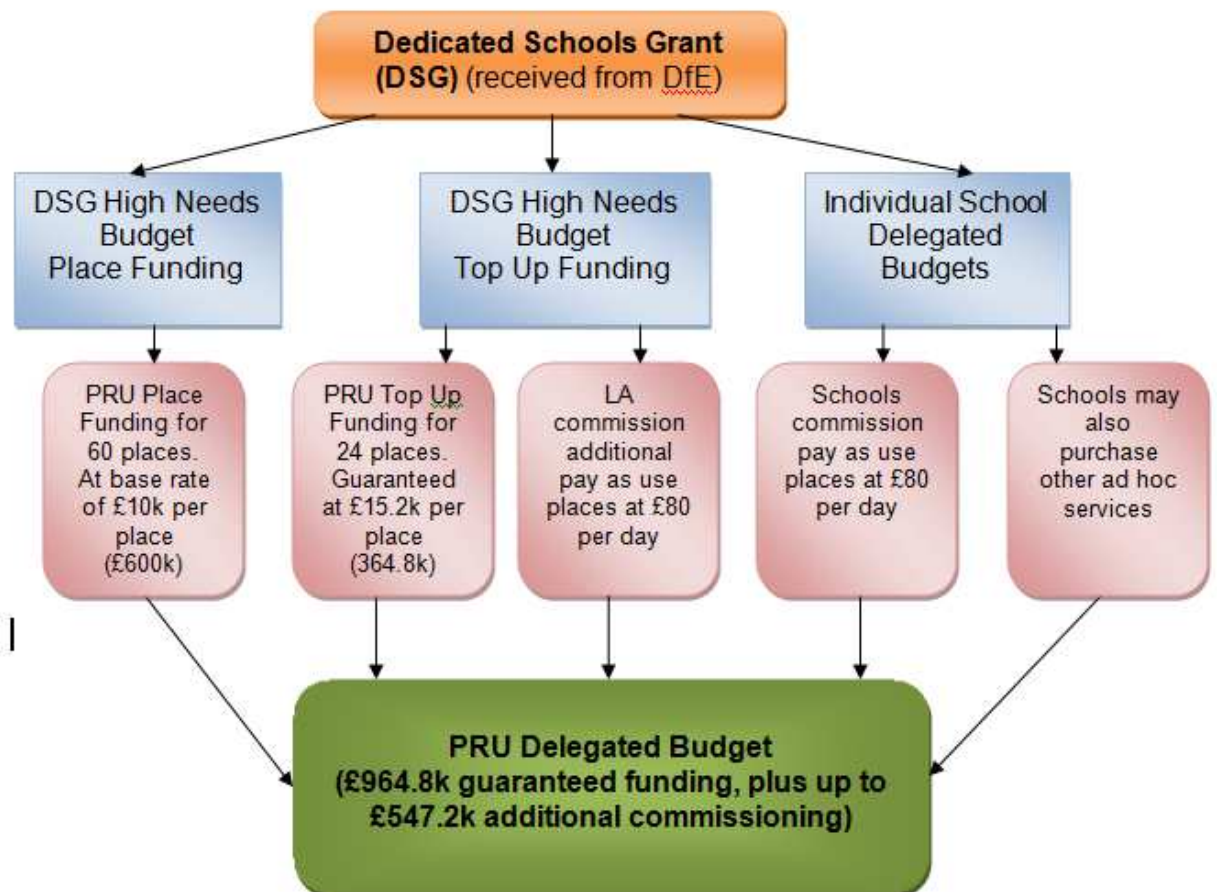 Dedicated Schools Grant
(DSG) (received from DfE)
DSG High Needs
Budget
Place Funding
DSG High Needs
Budget
Top Up Funding
Individual School
Delegated
Budgets
PRU Place
Funding for
60 places.
At base rate
of £10k per
place
(£600k)
PRU Top Up
Funding for
24 places.
Guaranteed
at £15.2k per
place
(364.8k)
LA
commission
additional
pay as use
places at £80
per day
Schools
commission
pay as use
places at £80
per day
Schools may
also
purchase
other ad hoc
services
PRU Delegated Budget
(£964.8k guaranteed funding, plus up to
£547.2k additional commissioning)